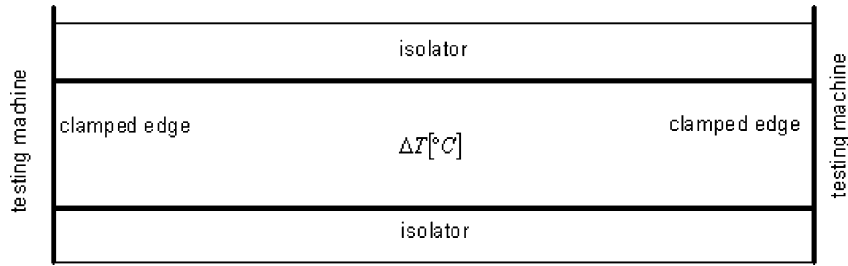 isolator
testing machine
clamped edge
ΔT[°C]
clamped edge
testing machine
isolator